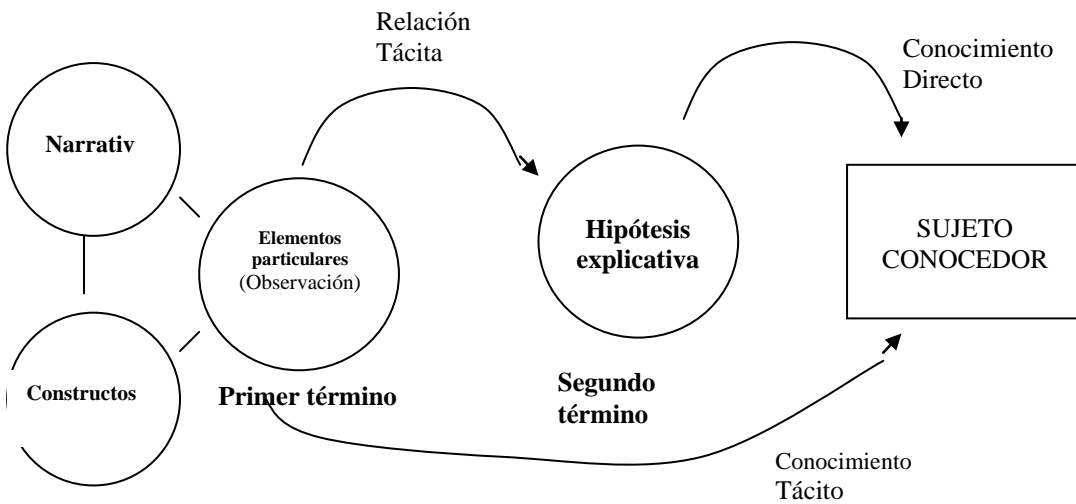 Relación
Tácita
Conocimiento
Directo
Narrativ
Elementos
particulares
(Observación)
Hipótesis
explicativa
SUJETO
CONOCEDOR
Constructos
Primer término
Segundo
término
Conocimiento
Tácito